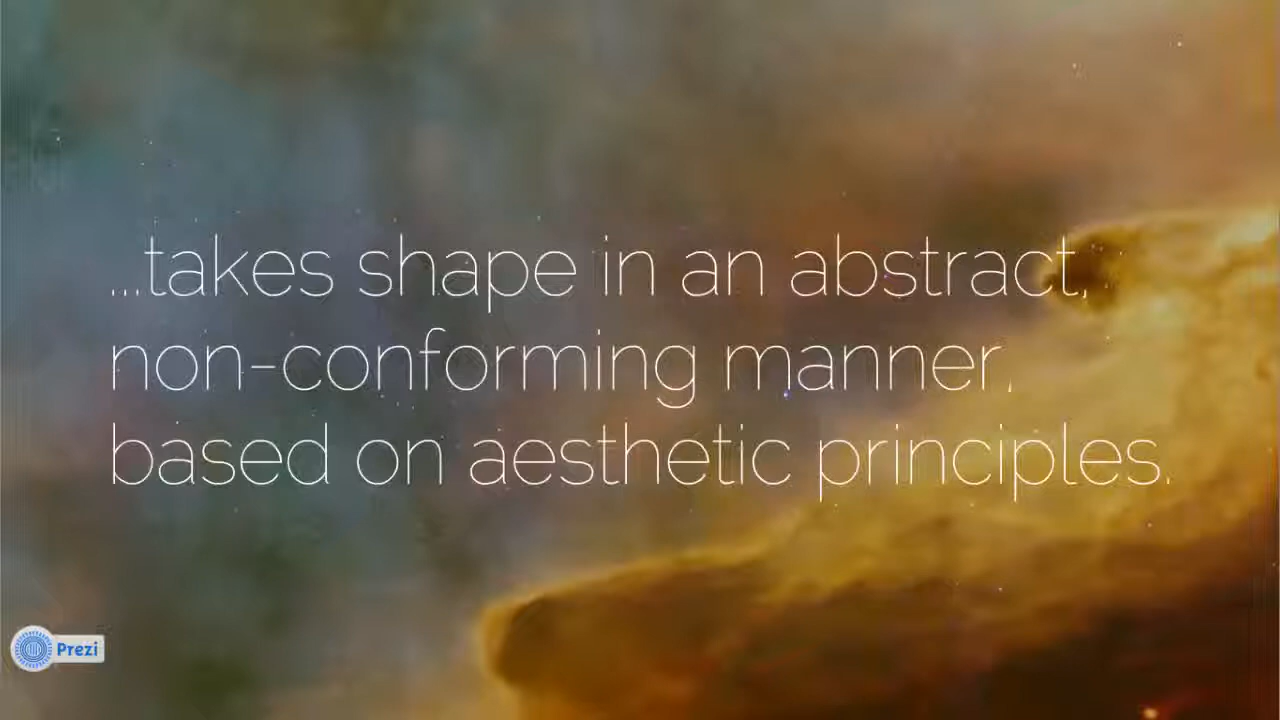 ...takes shape in an abstract,
non-conforming manner,
based on aesthetic principles.
Prezi